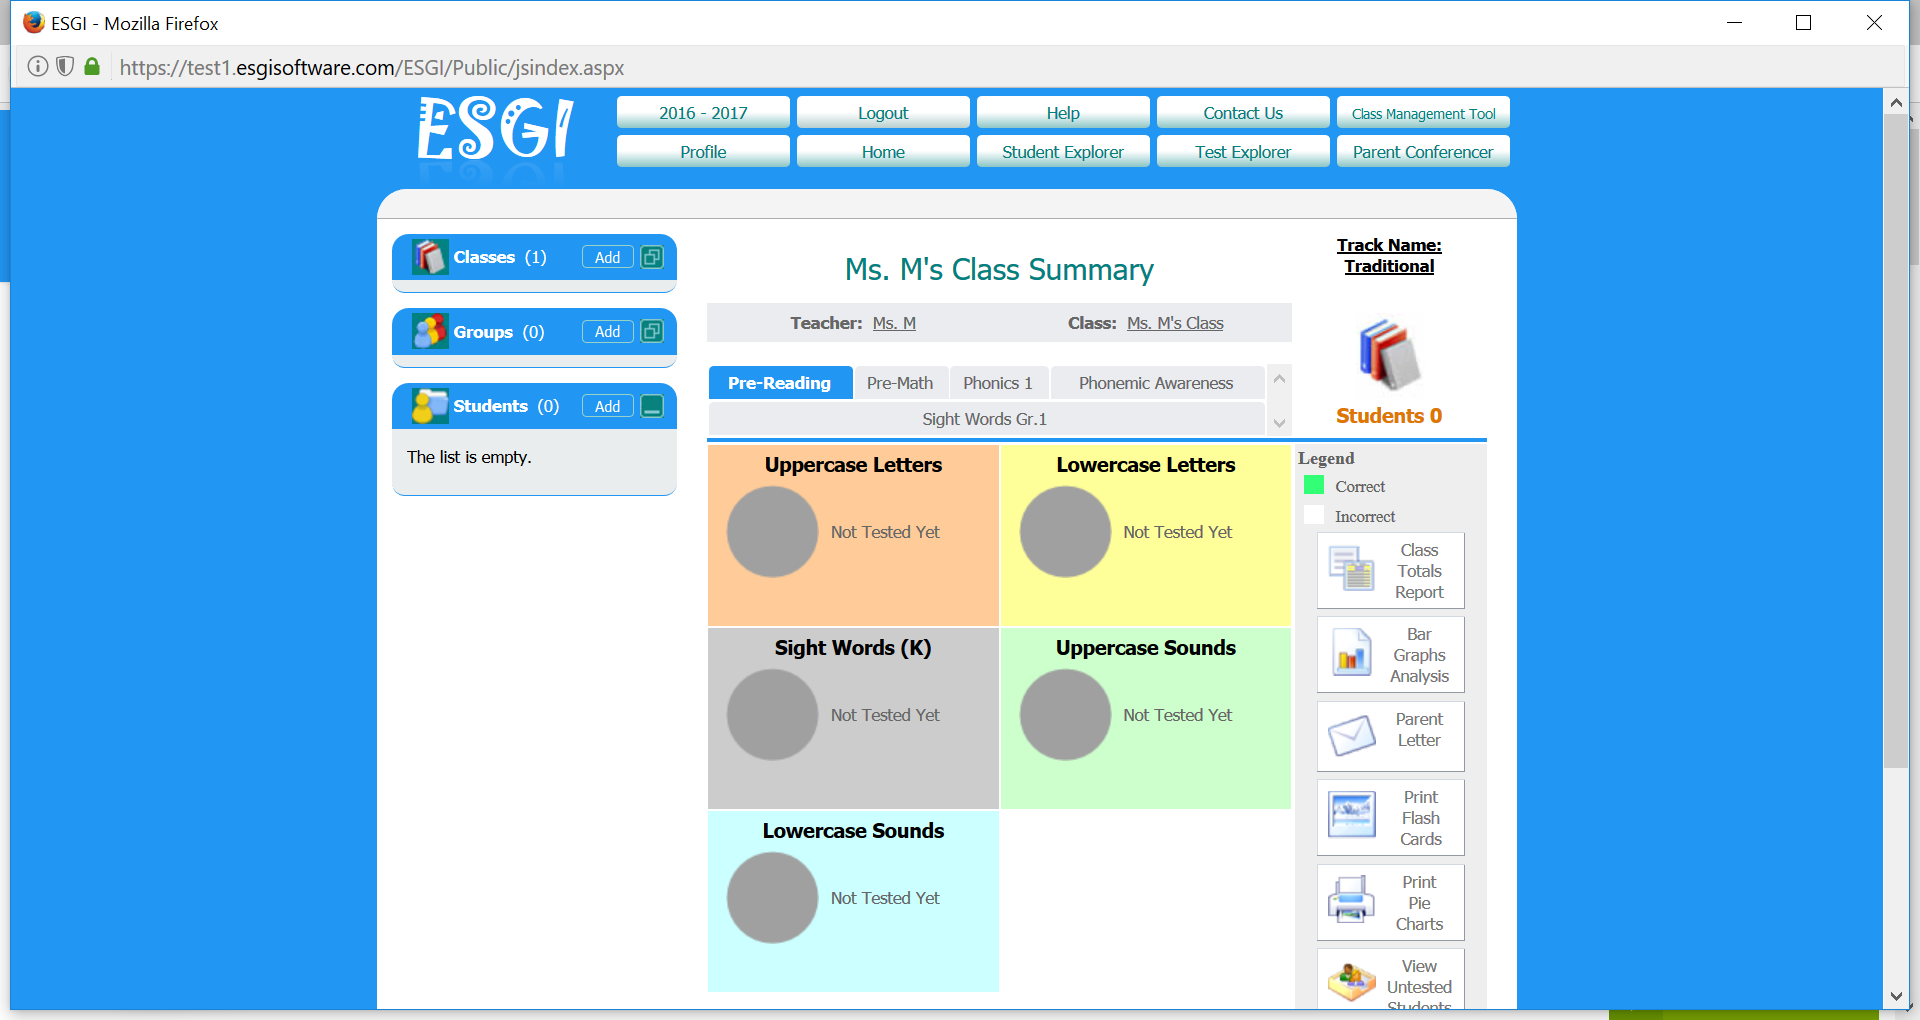 ESGI - Mozilla Firefox
https://test1.esgisoftware.com/ESGI/Public/jsindex.aspx
ESGI
2016 - 2017
Logout
Help
Contact Us
Class Management Tool
Profile
Home
Student Explorer
Test Explorer
Parent Conferencer
Classes (1)
Add
Groups (0)
Add
Students (0)
Add
The list is empty.
Ms. M's Class Summary
Teacher: Ms. M
Class: Ms. M's Class
Track Name:
Traditional
Students 0
Pre-Reading
Pre-Math
Phonics 1
Phonemic Awareness
Sight Words Gr.1
Uppercase Letters
Not Tested Yet
Lowercase Letters
Not Tested Yet
Sight Words (K)
Not Tested Yet
Uppercase Sounds
Not Tested Yet
Lowercase Sounds
Not Tested Yet
Legend
Correct
Incorrect
Class
Totals
Report
Bar
Graphs
Analysis
Parent
Letter
Print
Flash
Cards
Print
Pie
Charts
View
Untested
Students